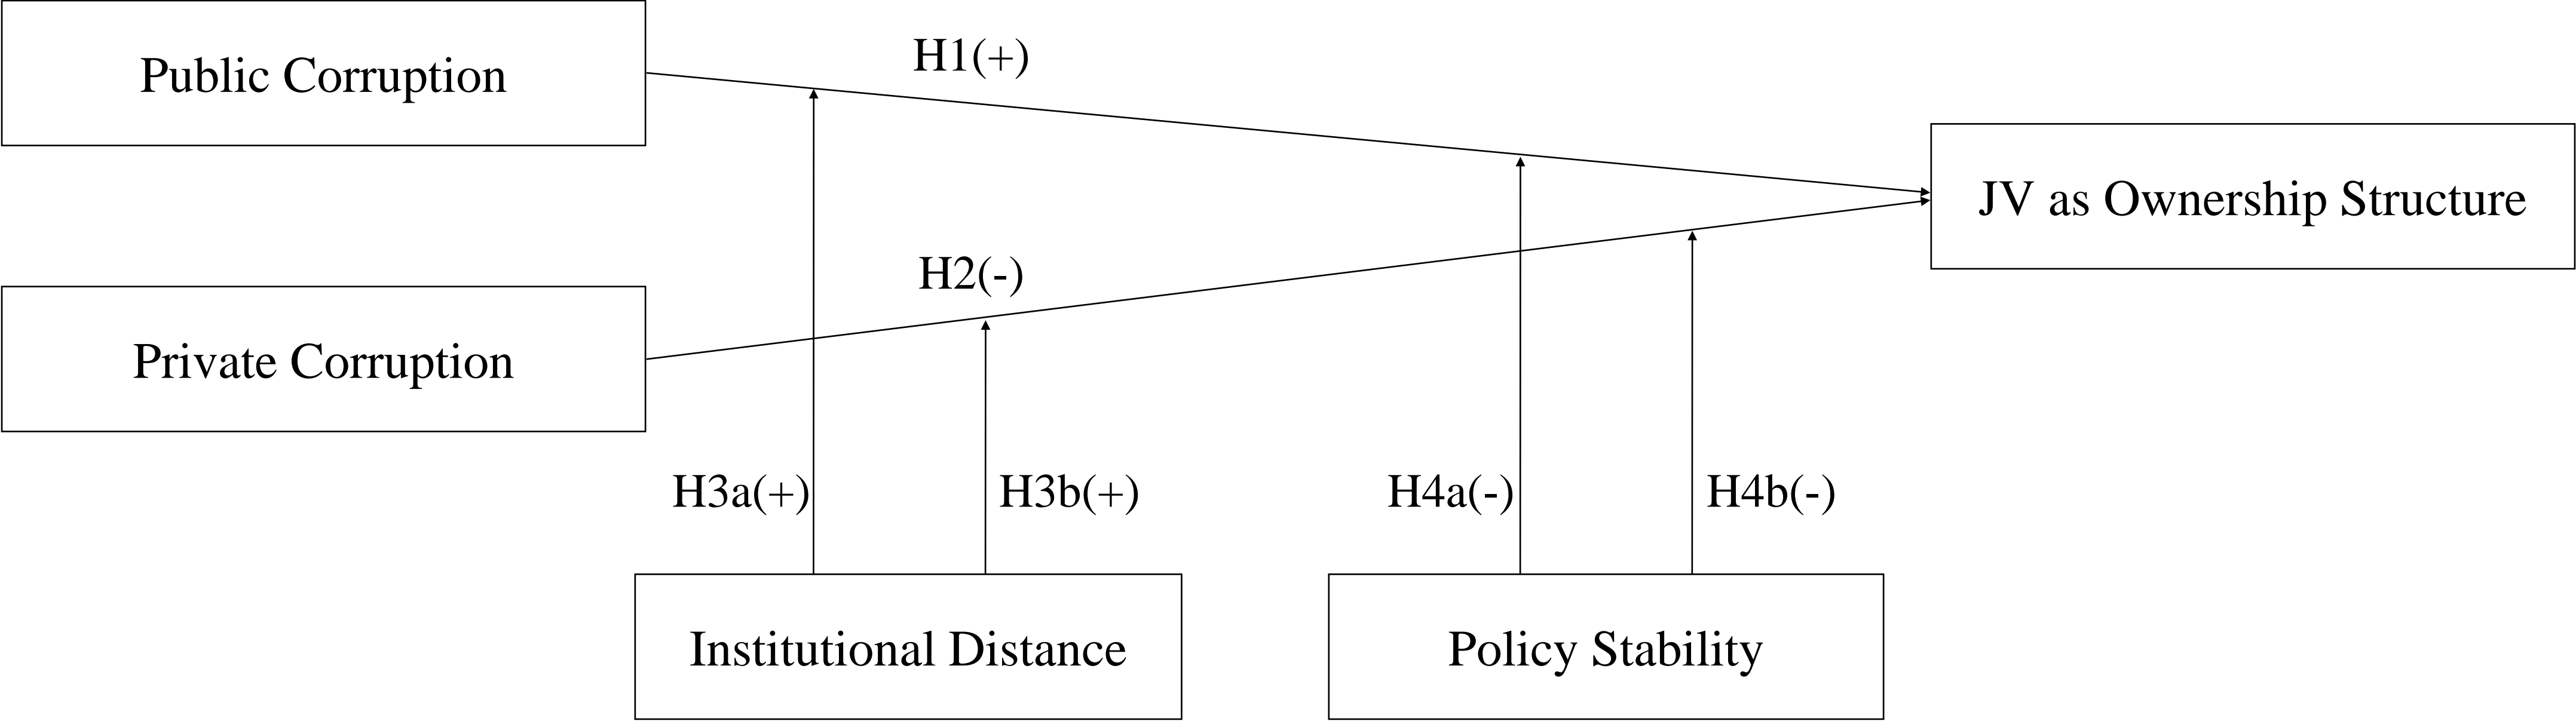 Public Corruption
H1(+)
JV as Ownership Structure
H2(-)
Private Corruption
H3a(+)
H3b(+)
H4a(-)
H4b(-)
Institutional Distance
Policy Stability